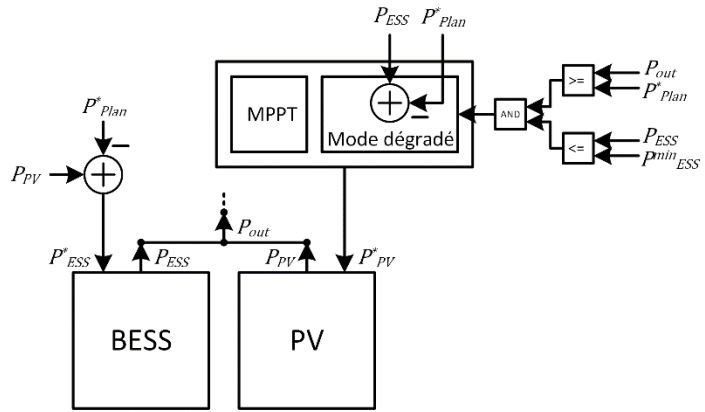 P_ESS P*_Plan
>= P_out
P*_Plan
MPPT
AND
Mode dégradé
<= P_ESS
P^min_ESS
P*_Plan
P_PV
P_out
P*_ESS P_ESS P_PV P*_PV
BESS PV